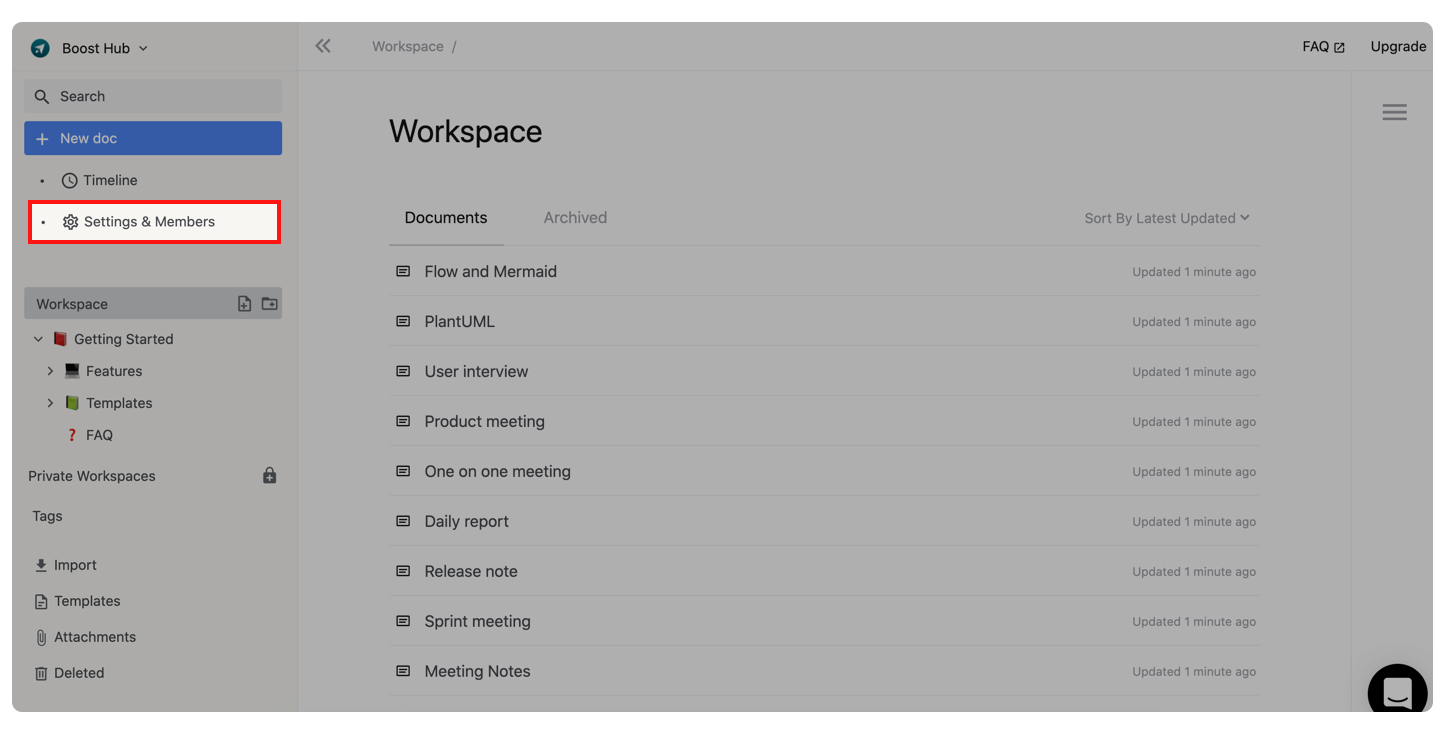 Boost Hub
Workspace /
FAQ
Upgrade
Search
New doc
Timeline
Settings & Members
Workspace
Getting Started
Features
Templates
FAQ
Private Workspaces
Tags
Import
Templates
Attachments
Deleted
Workspace
Documents Archived Sort By Latest Updated
Flow and Mermaid Updated 1 minute ago
PlantUML Updated 1 minute ago
User interview Updated 1 minute ago
Product meeting Updated 1 minute ago
One on one meeting Updated 1 minute ago
Daily report Updated 1 minute ago
Release note Updated 1 minute ago
Sprint meeting Updated 1 minute ago
Meeting Notes Updated 1 minute ago